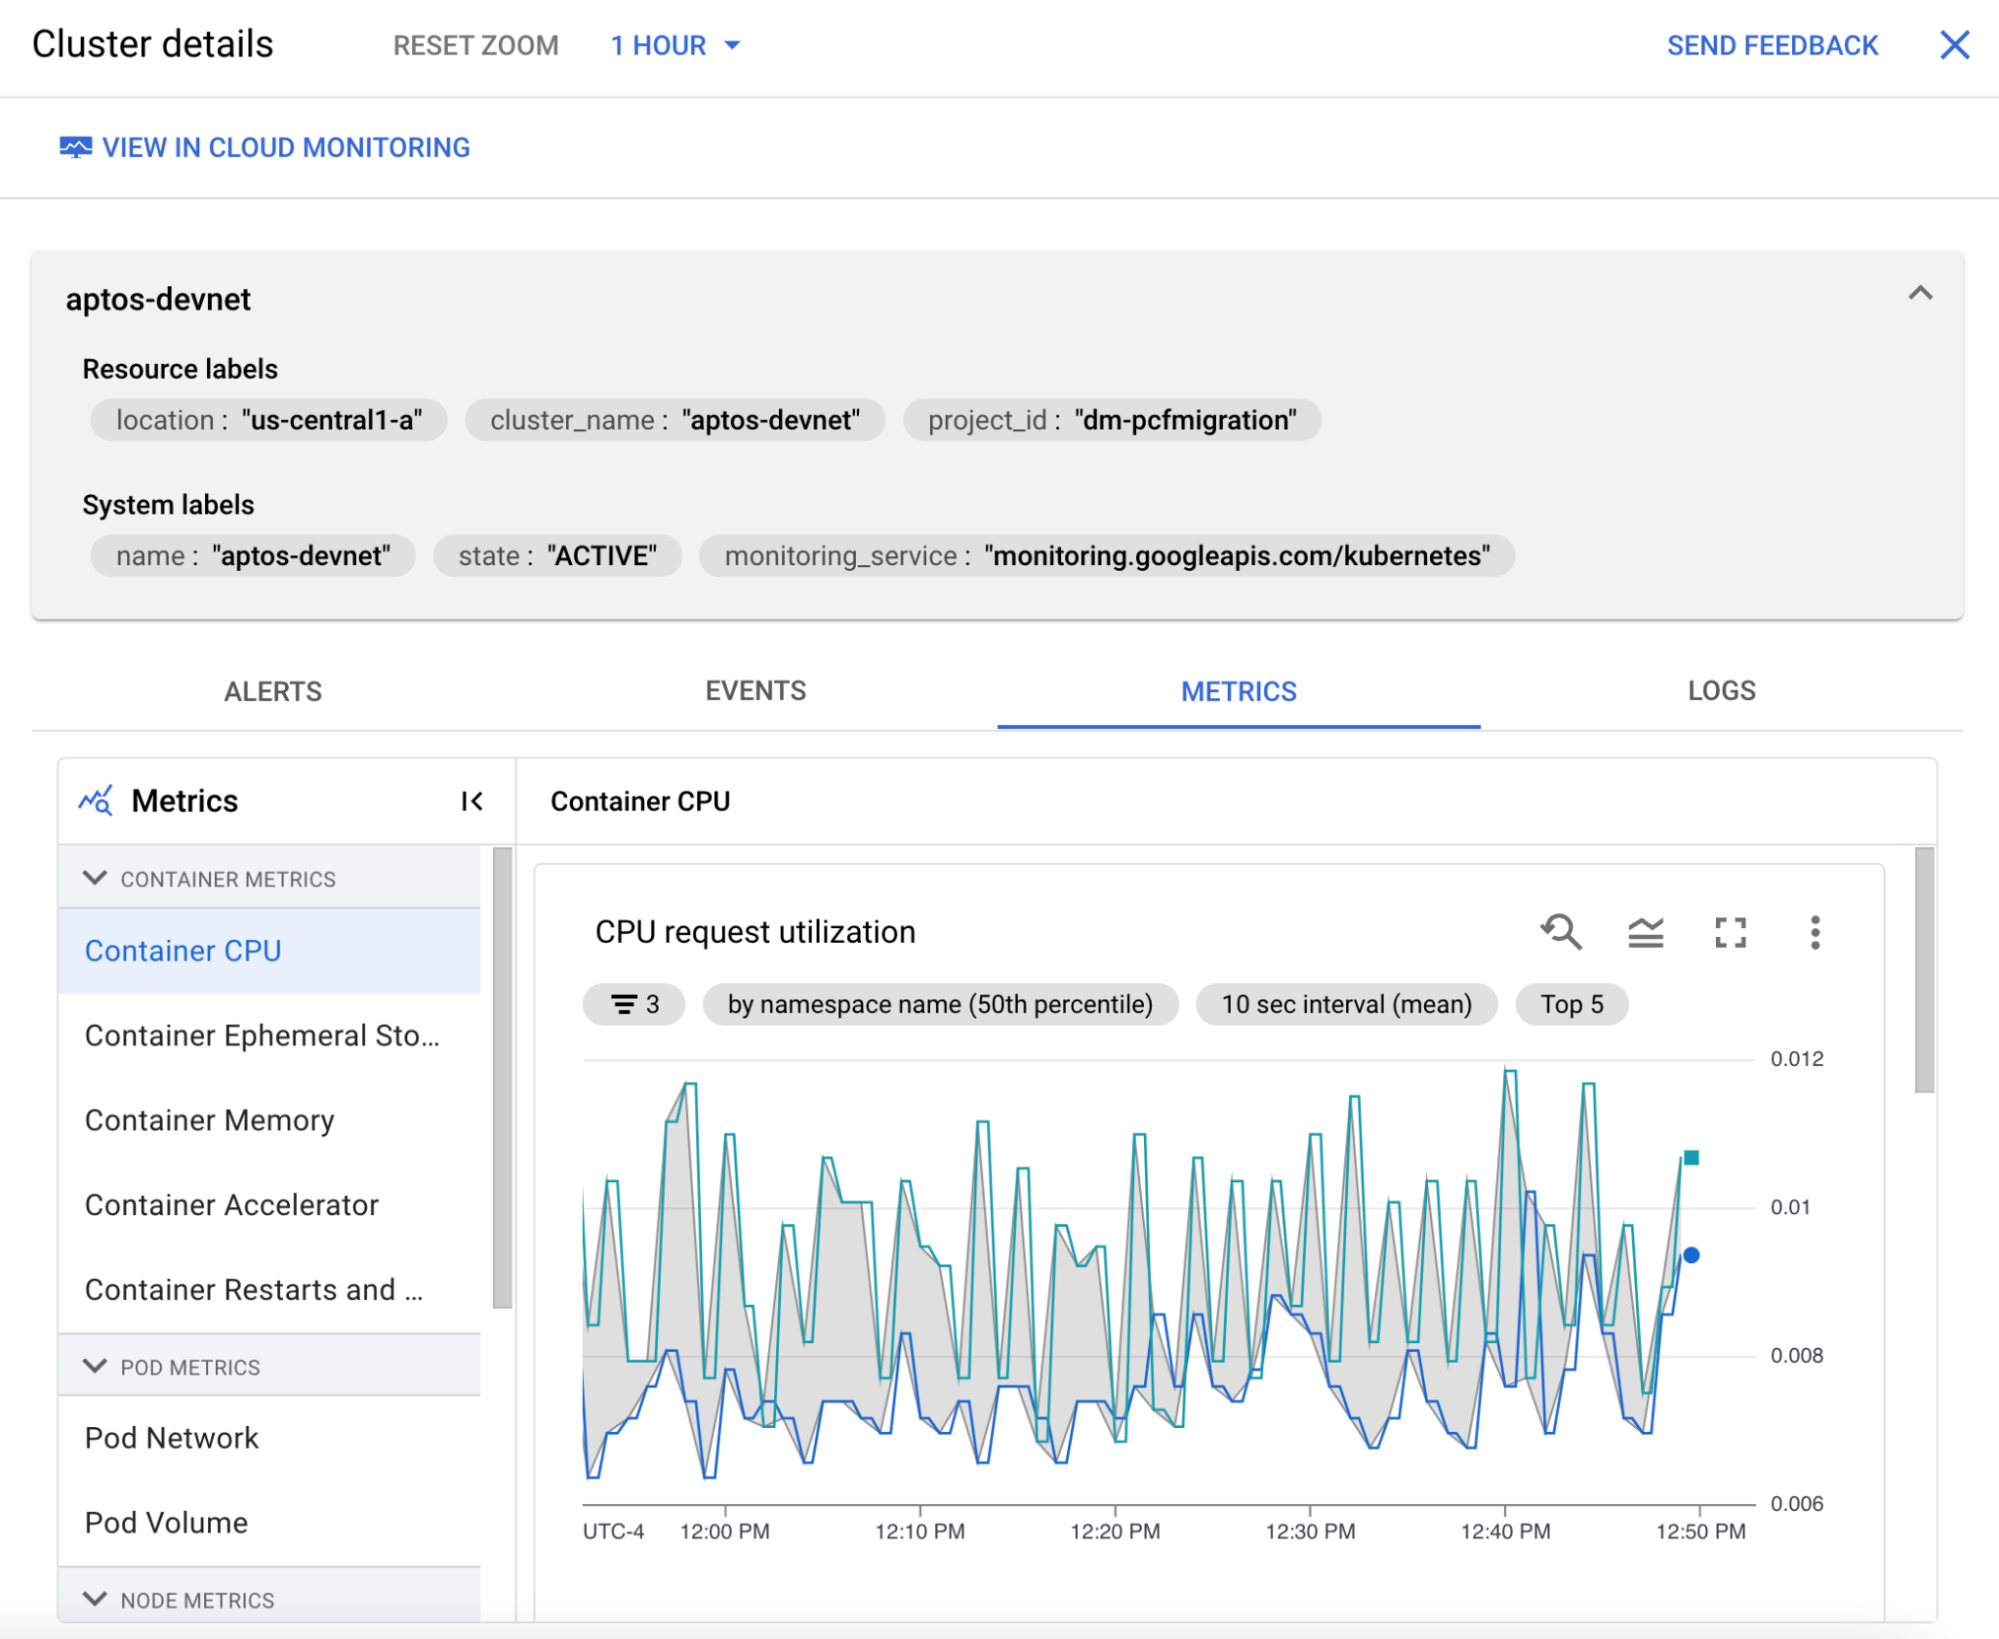 Cluster details RESET ZOOM 1 HOUR SEND FEEDBACK
VIEW IN CLOUD MONITORING
aptos-devnet
Resource labels
location : "us-central1-a" cluster_name : "aptos-devnet" project_id : "dm-pcfmigration"
System labels
name : "aptos-devnet" state : "ACTIVE" monitoring_service : "monitoring.googleapis.com/kubernetes"
ALERTS EVENTS METRICS LOGS
Metrics
CONTAINER METRICS
Container CPU
Container Ephemeral Sto...
Container Memory
Container Accelerator
Container Restarts and ...
POD METRICS
Pod Network
Pod Volume
NODE METRICS
Container CPU
CPU request utilization
3 by namespace name (50th percentile) 10 sec interval (mean) Top 5
0.012
0.01
0.008
0.006
UTC-4 12:00 PM 12:10 PM 12:20 PM 12:30 PM 12:40 PM 12:50 PM